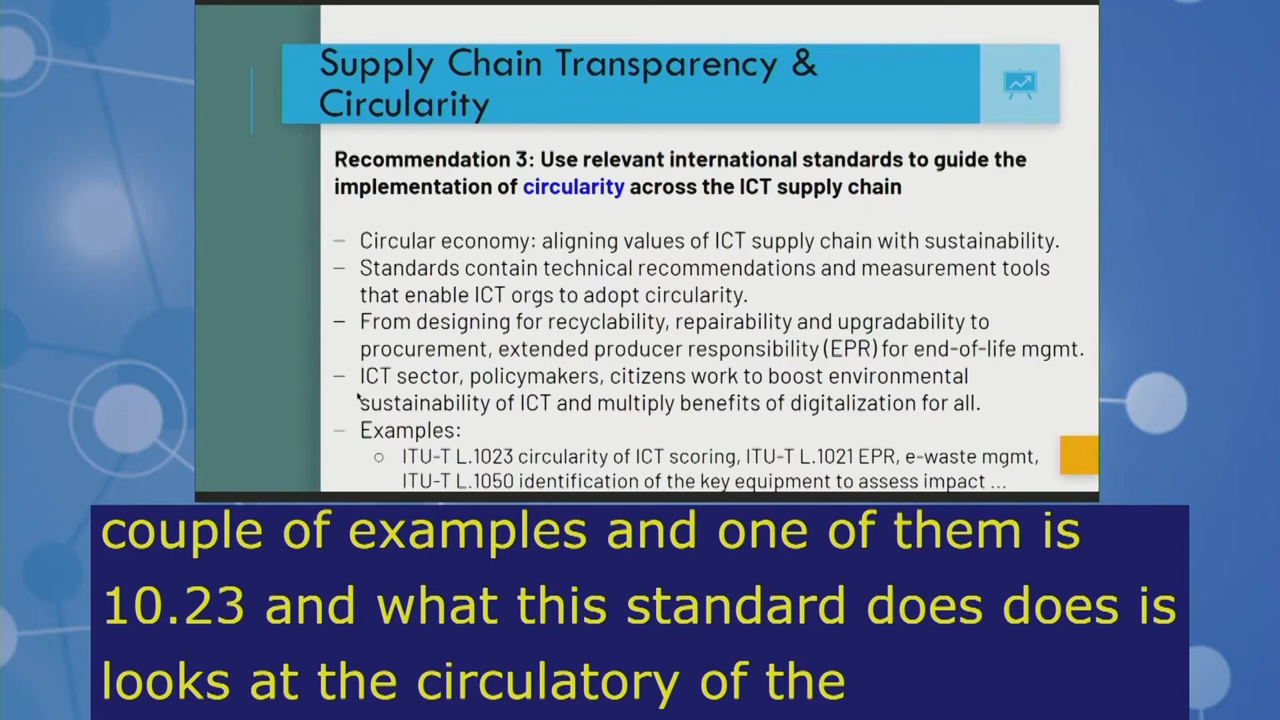 Supply Chain Transparency &
Circularity
Recommendation 3: Use relevant international standards to guide the
implementation of circularity across the ICT supply chain
– Circular economy: aligning values of ICT supply chain with sustainability.
– Standards contain technical recommendations and measurement tools
that enable ICT orgs to adopt circularity.
– From designing for recyclability, repairability and upgradability to
procurement, extended producer responsibility (EPR) for end-of-life mgmt.
– ICT sector, policymakers, citizens work to boost environmental
sustainability of ICT and multiply benefits of digitalization for all.
– Examples:
○ ITU-T L.1023 circularity of ICT scoring, ITU-T L.1021 EPR, e-waste mgmt,
ITU-T L.1050 identification of the key equipment to assess impact ...
couple of examples and one of them is
10.23 and what this standard does does is
looks at the circulatory of the